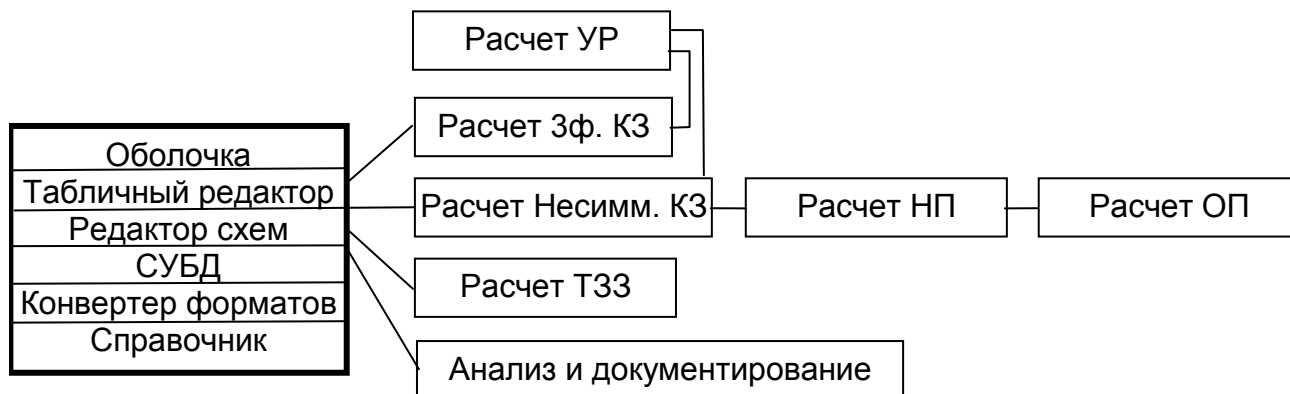 Расчет УР
Расчет 3ф. КЗ
Оболочка
Табличный редактор
Редактор схем
СУБД
Конвертер форматов
Справочник
Расчет Несимм. КЗ
Расчет НП
Расчет ОП
Расчет ТЗЗ
Анализ и документирование